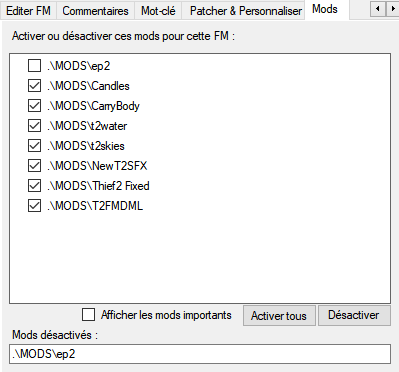 Editer FM Commentaires Mot-clé Patcher & Personnaliser Mods
Activer ou désactiver ces mods pour cette FM :
.\MODS\ep2
.\MODS\Candles
.\MODS\CarryBody
.\MODS\t2water
.\MODS\t2skies
.\MODS\NewT2SFX
.\MODS\Thief2 Fixed
.\MODS\T2FMDML
Afficher les mods importants Activer tous Désactiver
Mods désactivés :
.\MODS\ep2